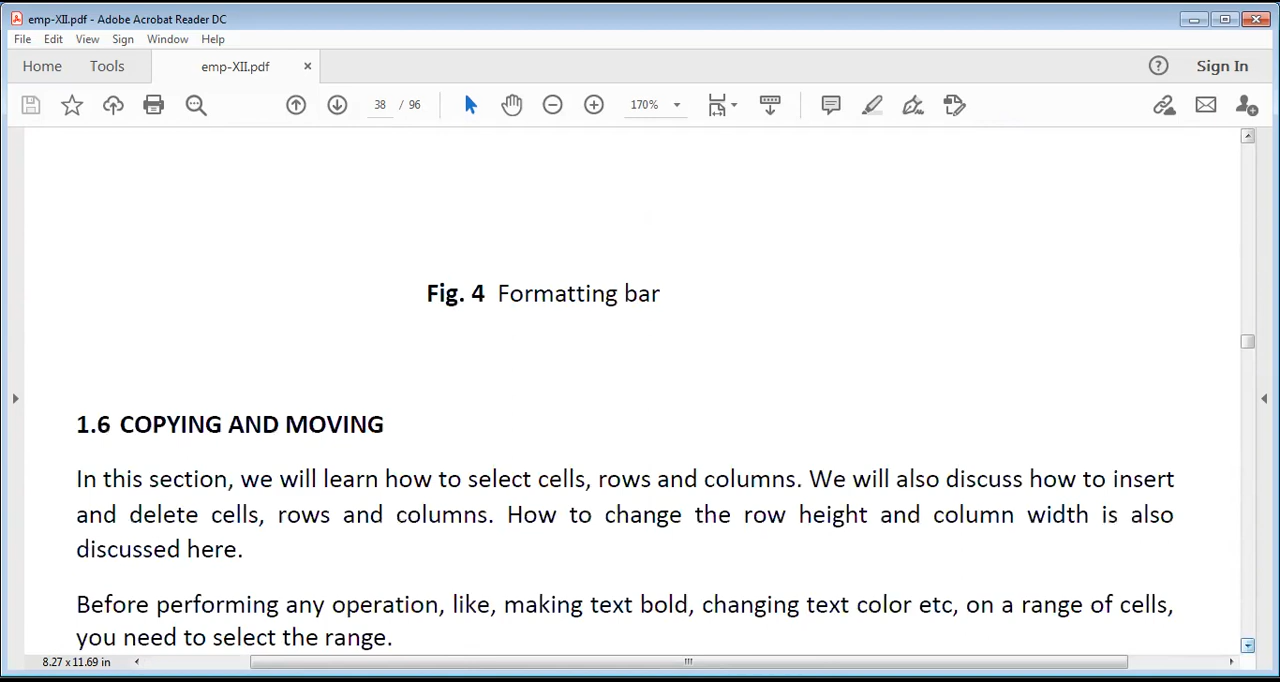 emp-XII.pdf - Adobe Acrobat Reader DC
File Edit View Sign Window Help
Home Tools emp-XII.pdf × Sign In
38 / 96 170%
Fig. 4 Formatting bar
1.6 COPYING AND MOVING
In this section, we will learn how to select cells, rows and columns. We will also discuss how to insert
and delete cells, rows and columns. How to change the row height and column width is also
discussed here.
Before performing any operation, like, making text bold, changing text color etc, on a range of cells,
you need to select the range.
8.27 x 11.69 in